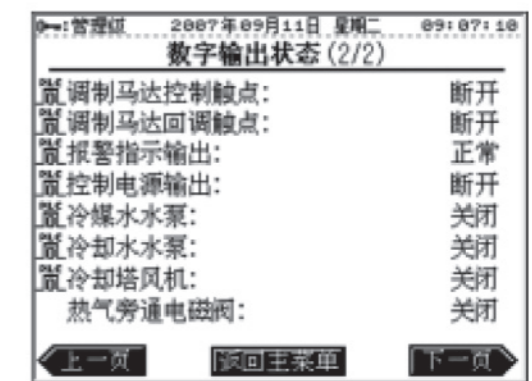 :管理级 2007年09月11日 星期二 09:07:10
数字输出状态(2/2)
调制马达控制触点: 断开
调制马达回调触点: 断开
报警指示输出: 正常
控制电源输出: 断开
冷媒水水泵: 关闭
冷却水水泵: 关闭
冷却塔风机: 关闭
热气旁通电磁阀: 关闭
上一页 返回主菜单 下一页